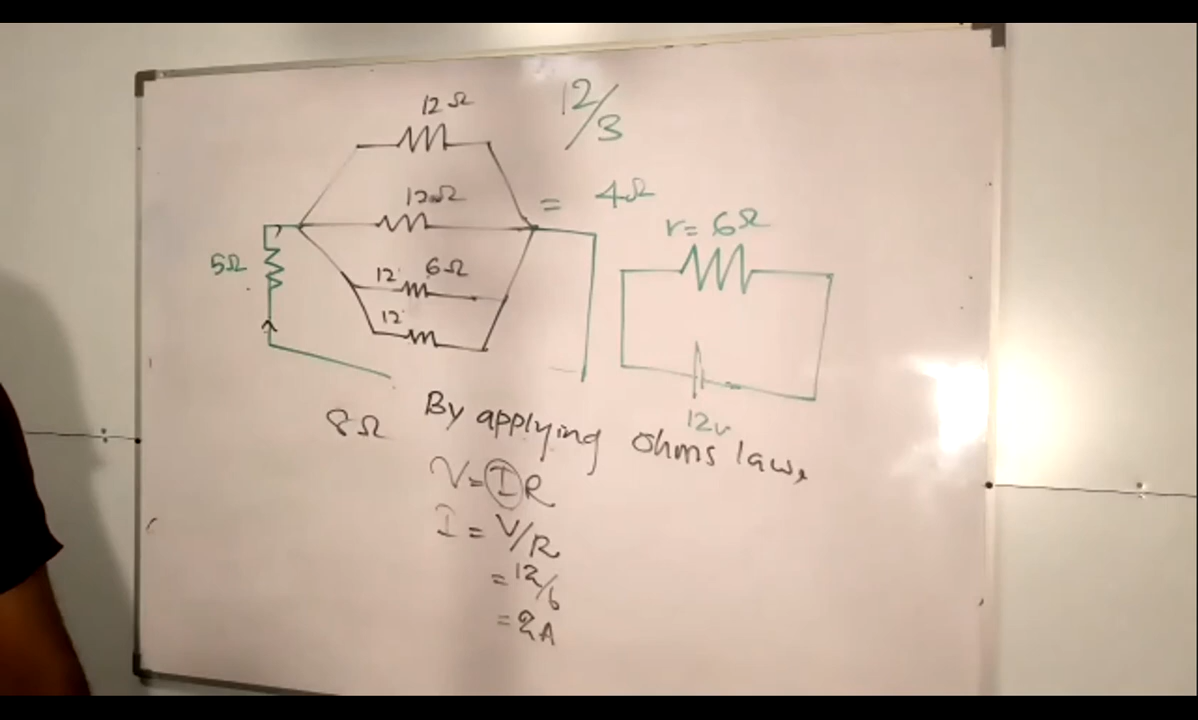 12Ω
12/3
12Ω
= 4Ω
r= 6Ω
5Ω
12 6Ω
12
12v
8Ω
By applying Ohms law,
V=IR
I = V/R
= 12/6
= 2A